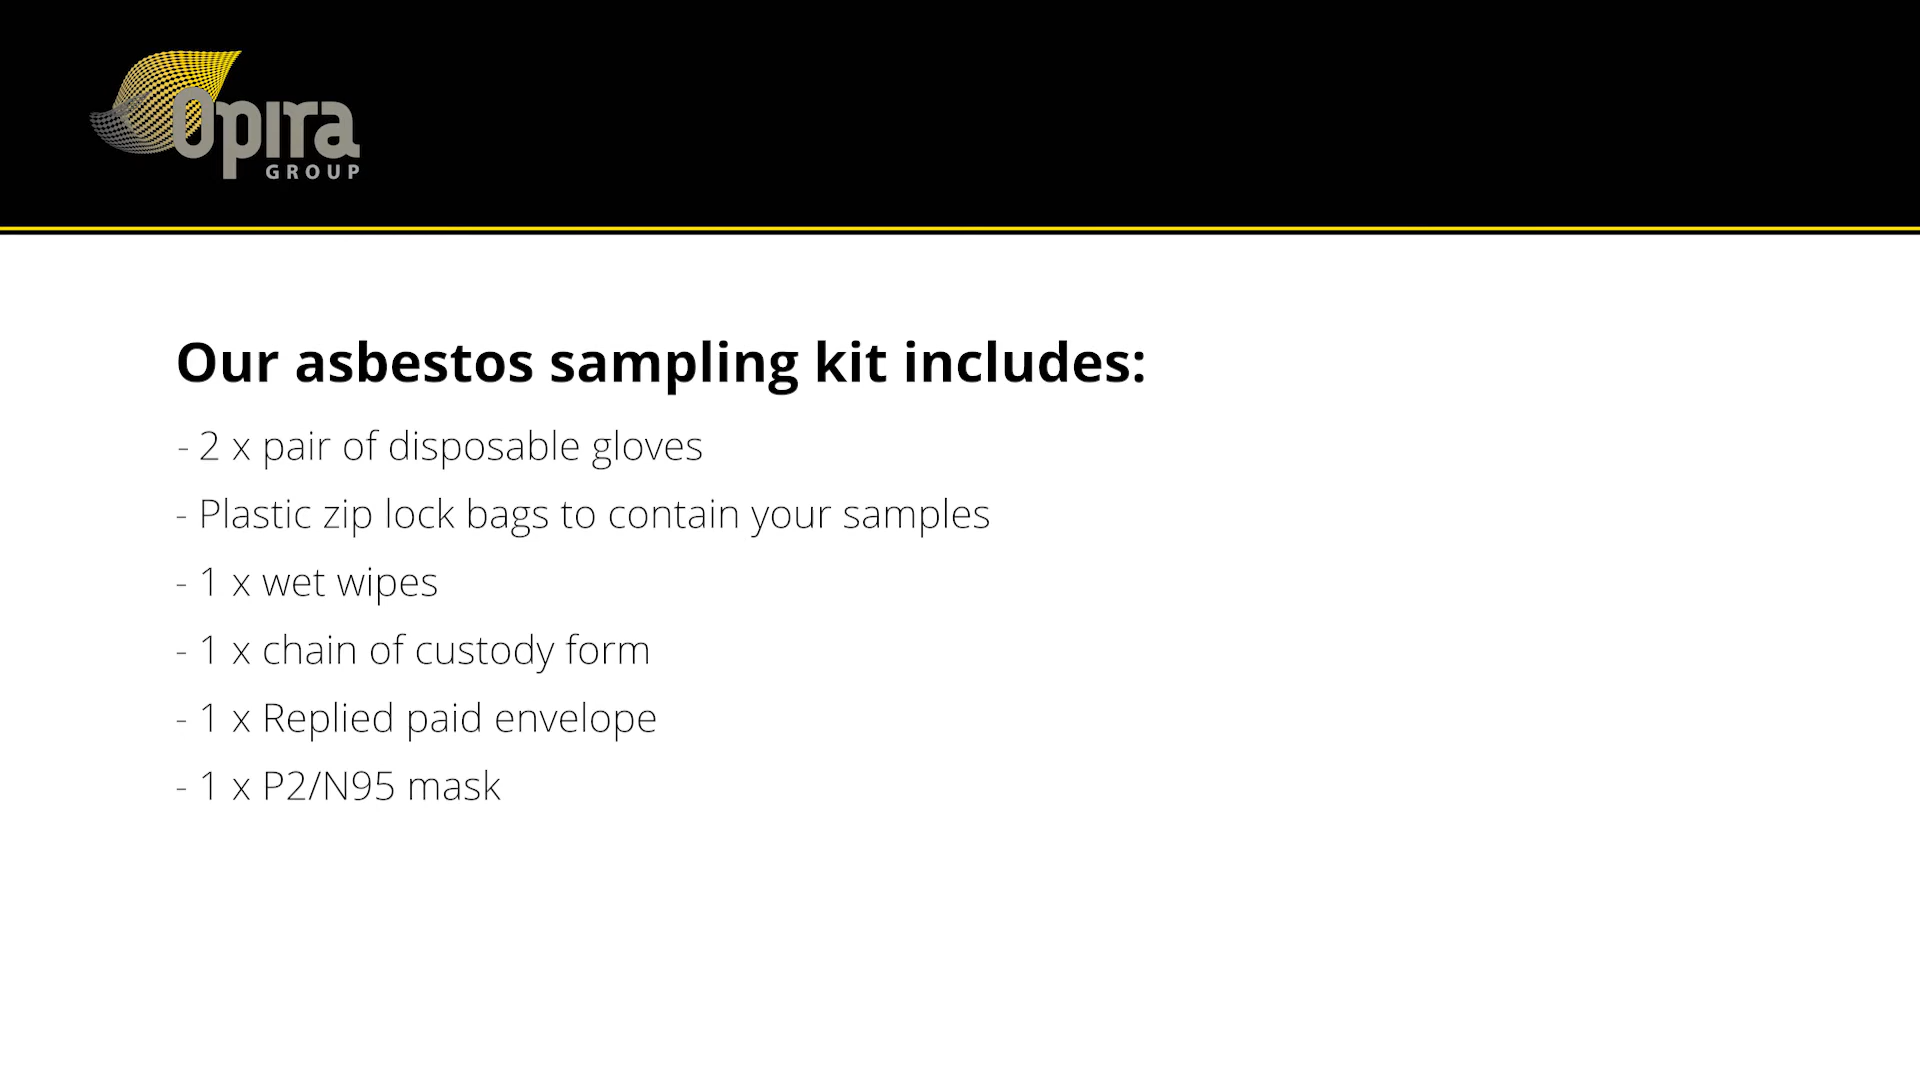 Opira
GROUP
Our asbestos sampling kit includes:
- 2 x pair of disposable gloves
- Plastic zip lock bags to contain your samples
- 1 x wet wipes
- 1 x chain of custody form
- 1 x Replied paid envelope
- 1 x P2/N95 mask